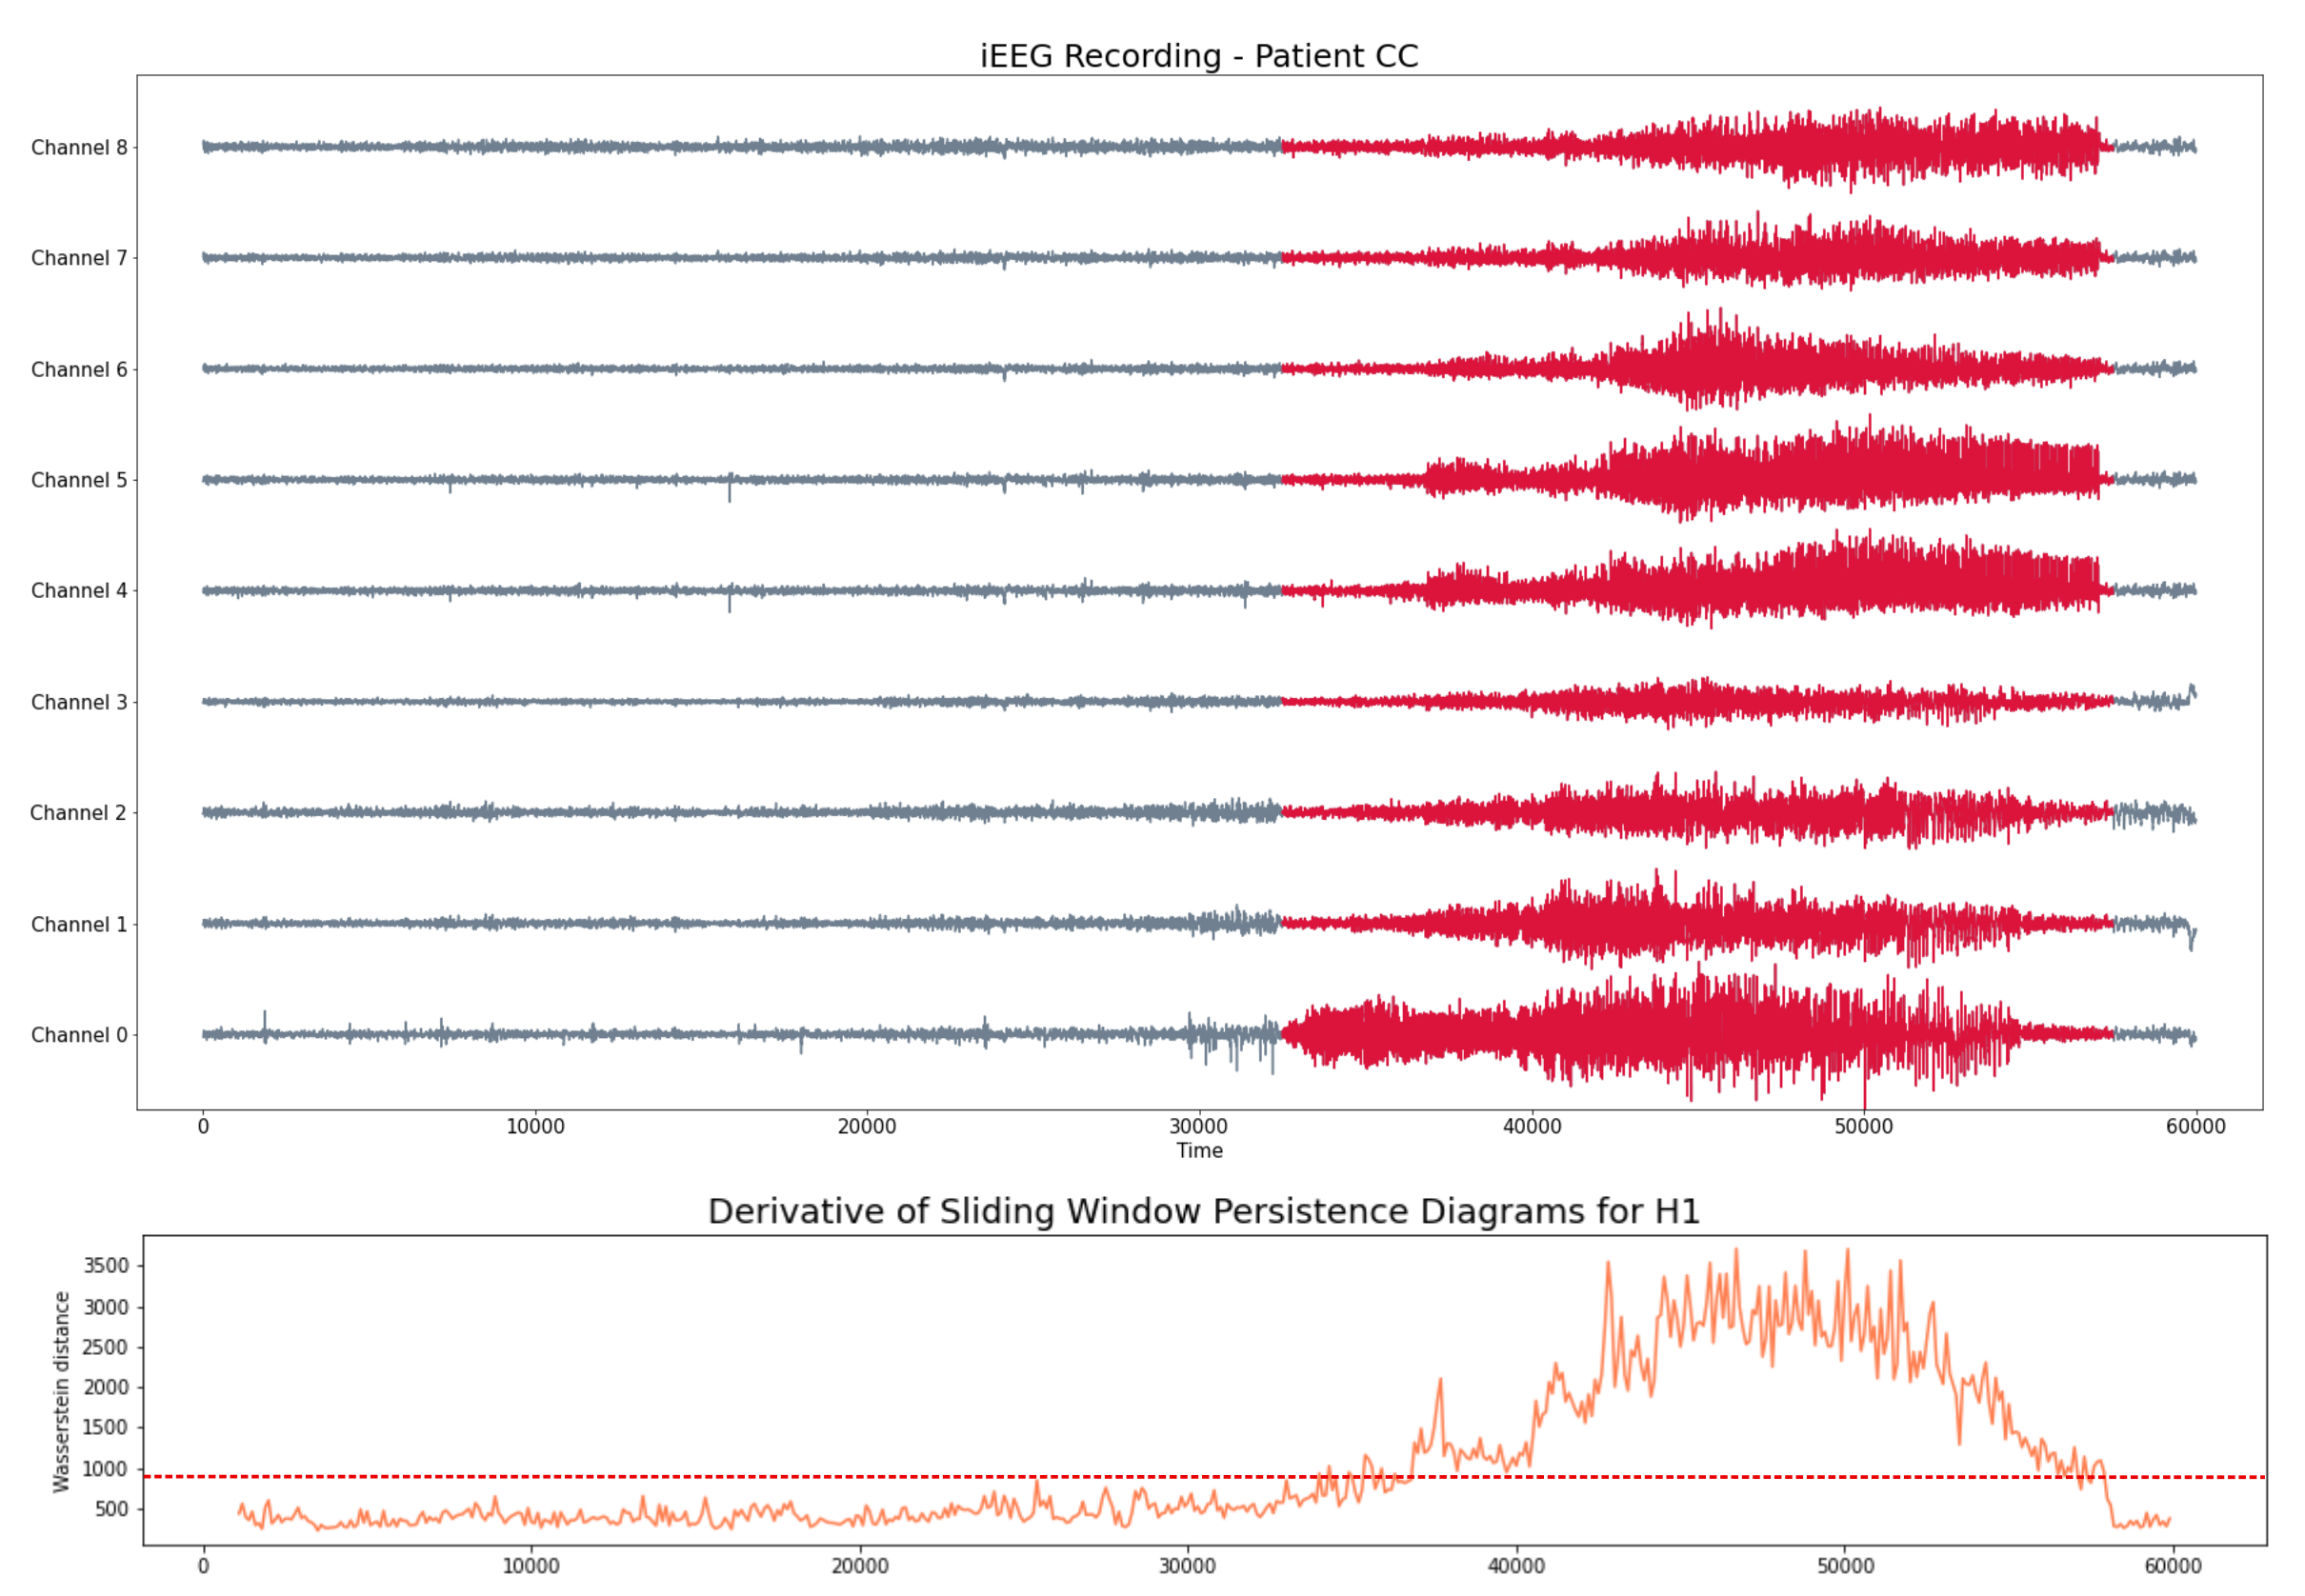 iEEG Recording - Patient CC
Channel 8
Channel 7
Channel 6
Channel 5
Channel 4
Channel 3
Channel 2
Channel 1
Channel 0
0 10000 20000 30000 40000 50000 60000
Time
Derivative of Sliding Window Persistence Diagrams for H1
Wasserstein distance
3500
3000
2500
2000
1500
1000
500
0 10000 20000 30000 40000 50000 60000